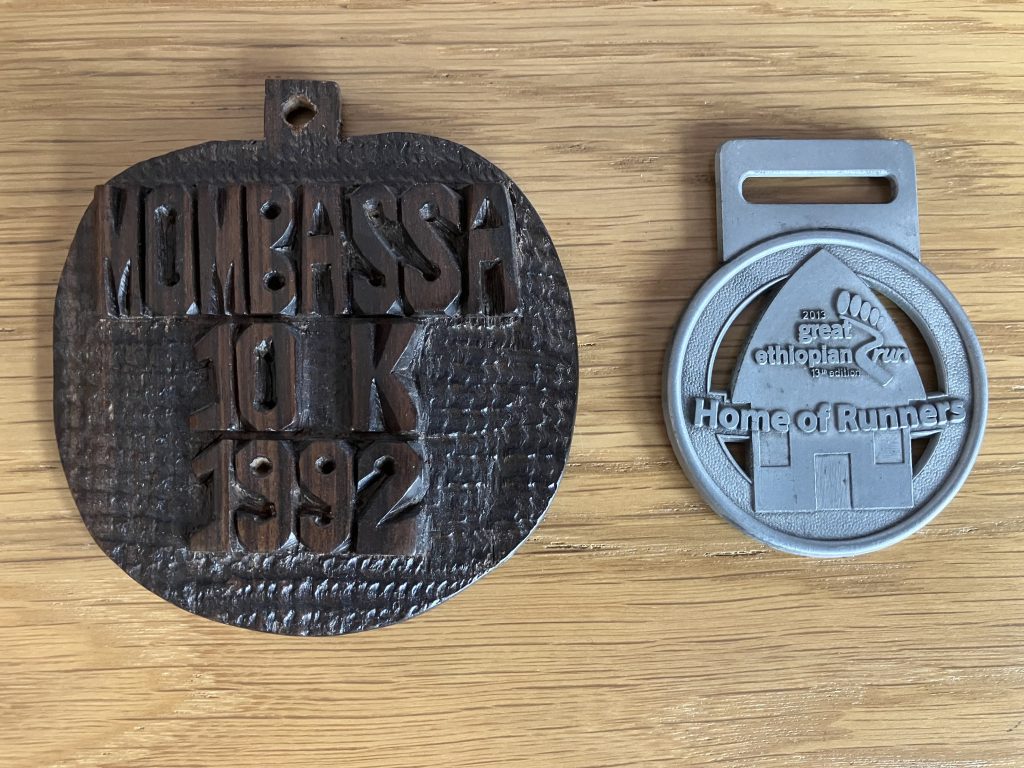 MOMBASSA
10 K
1992
2013
great
ethiopian run
13th edition
Home of Runners